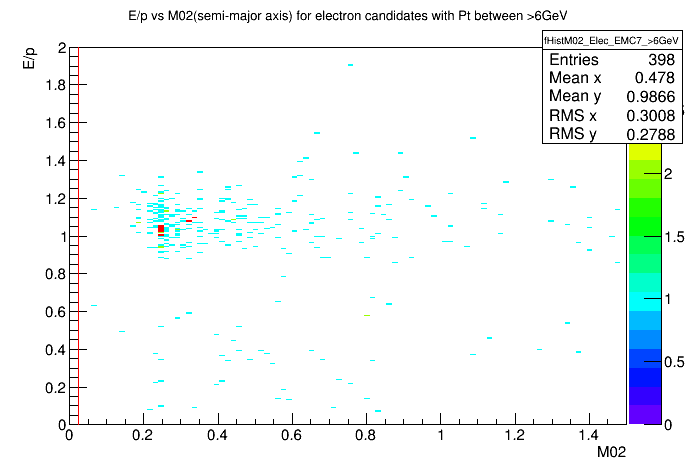 E/p vs M02(semi-major axis) for electron candidates with Pt between >6GeV
fHistM02_Elec_EMC7_>6GeV
Entries 398
Mean x 0.478
Mean y 0.9866
RMS x 0.3008
RMS y 0.2788
E/p
2
1.8
1.6
1.4
1.2
1
0.8
0.6
0.4
0.2
0
0 0.2 0.4 0.6 0.8 1 1.2 1.4
M02
2
1.5
1
0.5
0